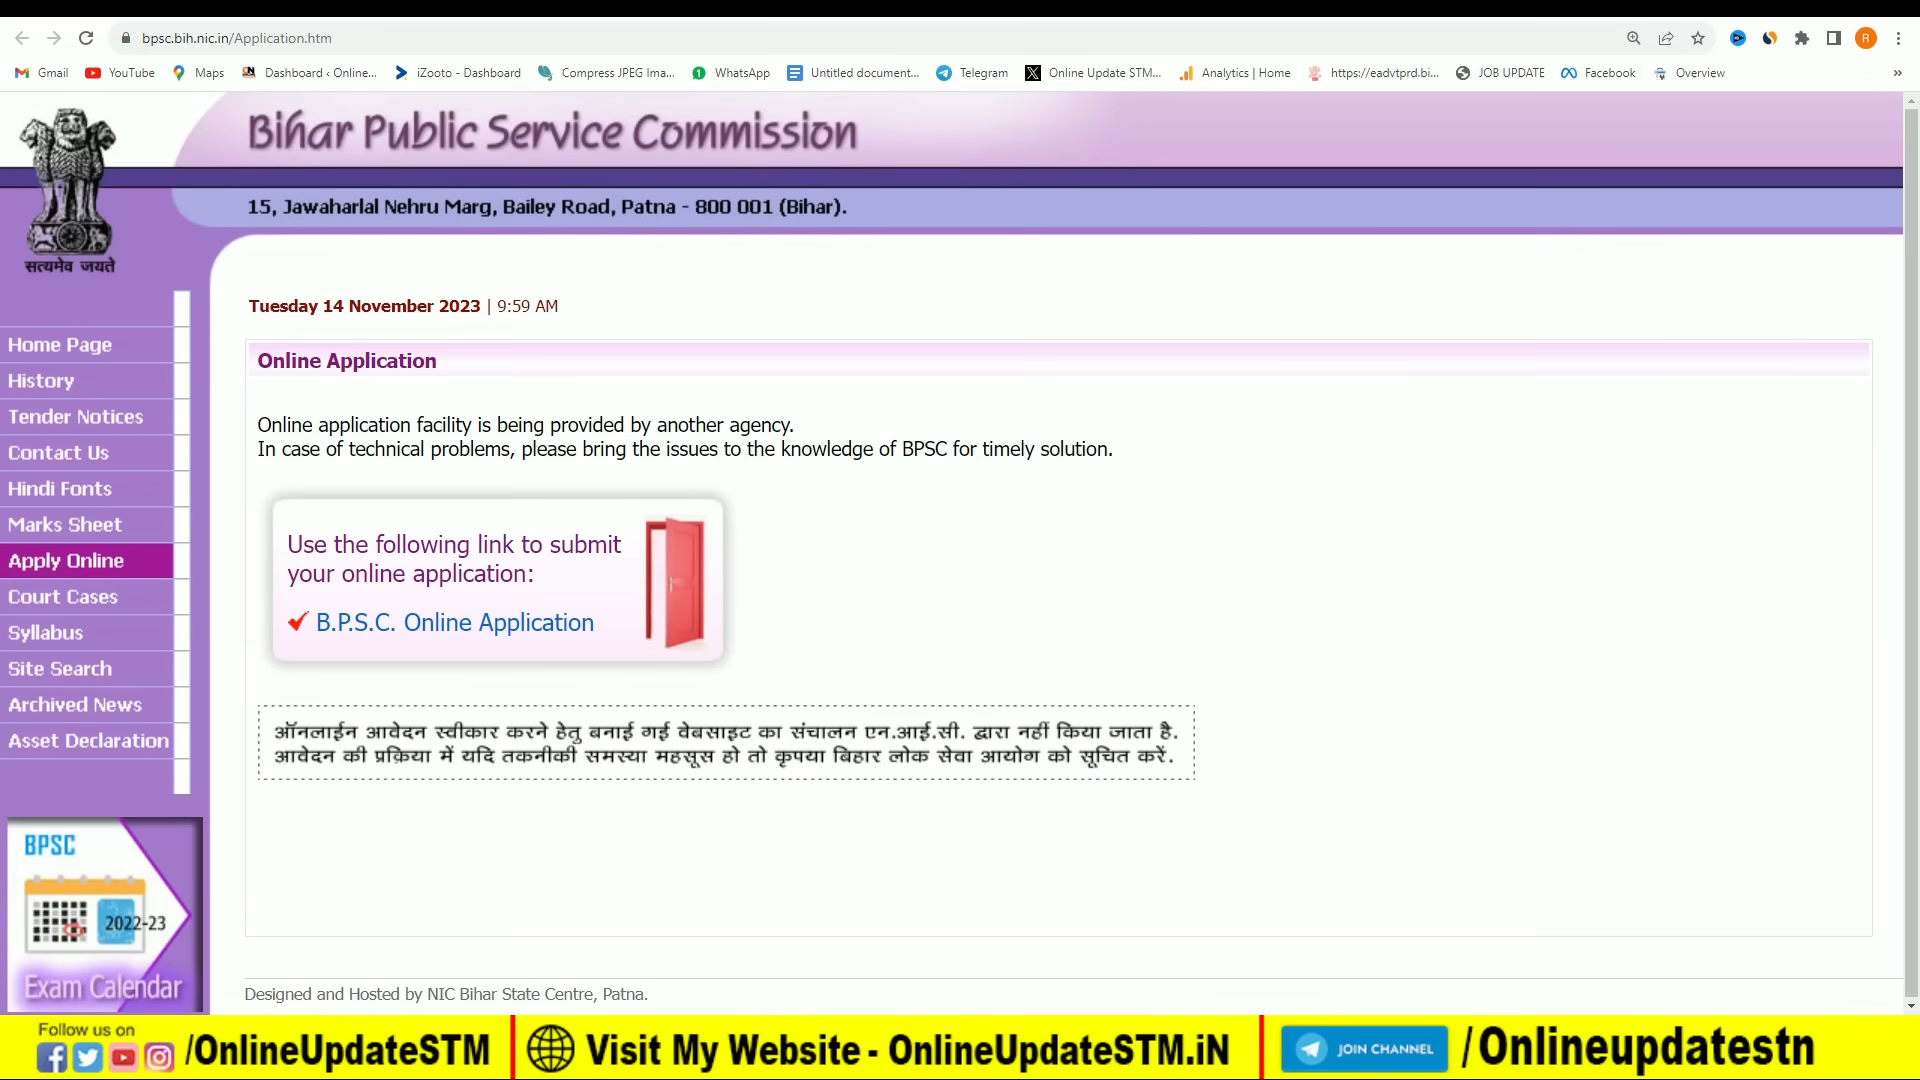 bpsc.bih.nic.in/Application.htm
R
Gmail
YouTube
Maps
Dashboard ‹ Online...
iZooto - Dashboard
Compress JPEG Ima...
WhatsApp
Untitled document...
Telegram
Online Update STM...
Analytics | Home
https://eadvtprd.bi...
JOB UPDATE
Facebook
Overview
Bihar Public Service Commission
15, Jawaharlal Nehru Marg, Bailey Road, Patna - 800 001 (Bihar).
सत्यमेव जयते
Tuesday 14 November 2023 | 9:59 AM
Home Page
History
Tender Notices
Contact Us
Hindi Fonts
Marks Sheet
Apply Online
Court Cases
Syllabus
Site Search
Archived News
Asset Declaration
BPSC
2022-23
Exam Calendar
Online Application
Online application facility is being provided by another agency.
In case of technical problems, please bring the issues to the knowledge of BPSC for timely solution.
Use the following link to submit
your online application:
B.P.S.C. Online Application
ऑनलाईन आवेदन स्वीकार करने हेतु बनाई गई वेबसाइट का संचालन एन.आई.सी. द्वारा नहीं किया जाता है.
आवेदन की प्रक्रिया में यदि तकनीकी समस्या महसूस हो तो कृपया बिहार लोक सेवा आयोग को सूचित करें.
Designed and Hosted by NIC Bihar State Centre, Patna.
Follow us on
/OnlineUpdateSTM
Visit My Website - OnlineUpdateSTM.iN
JOIN CHANNEL
/Onlineupdatestn